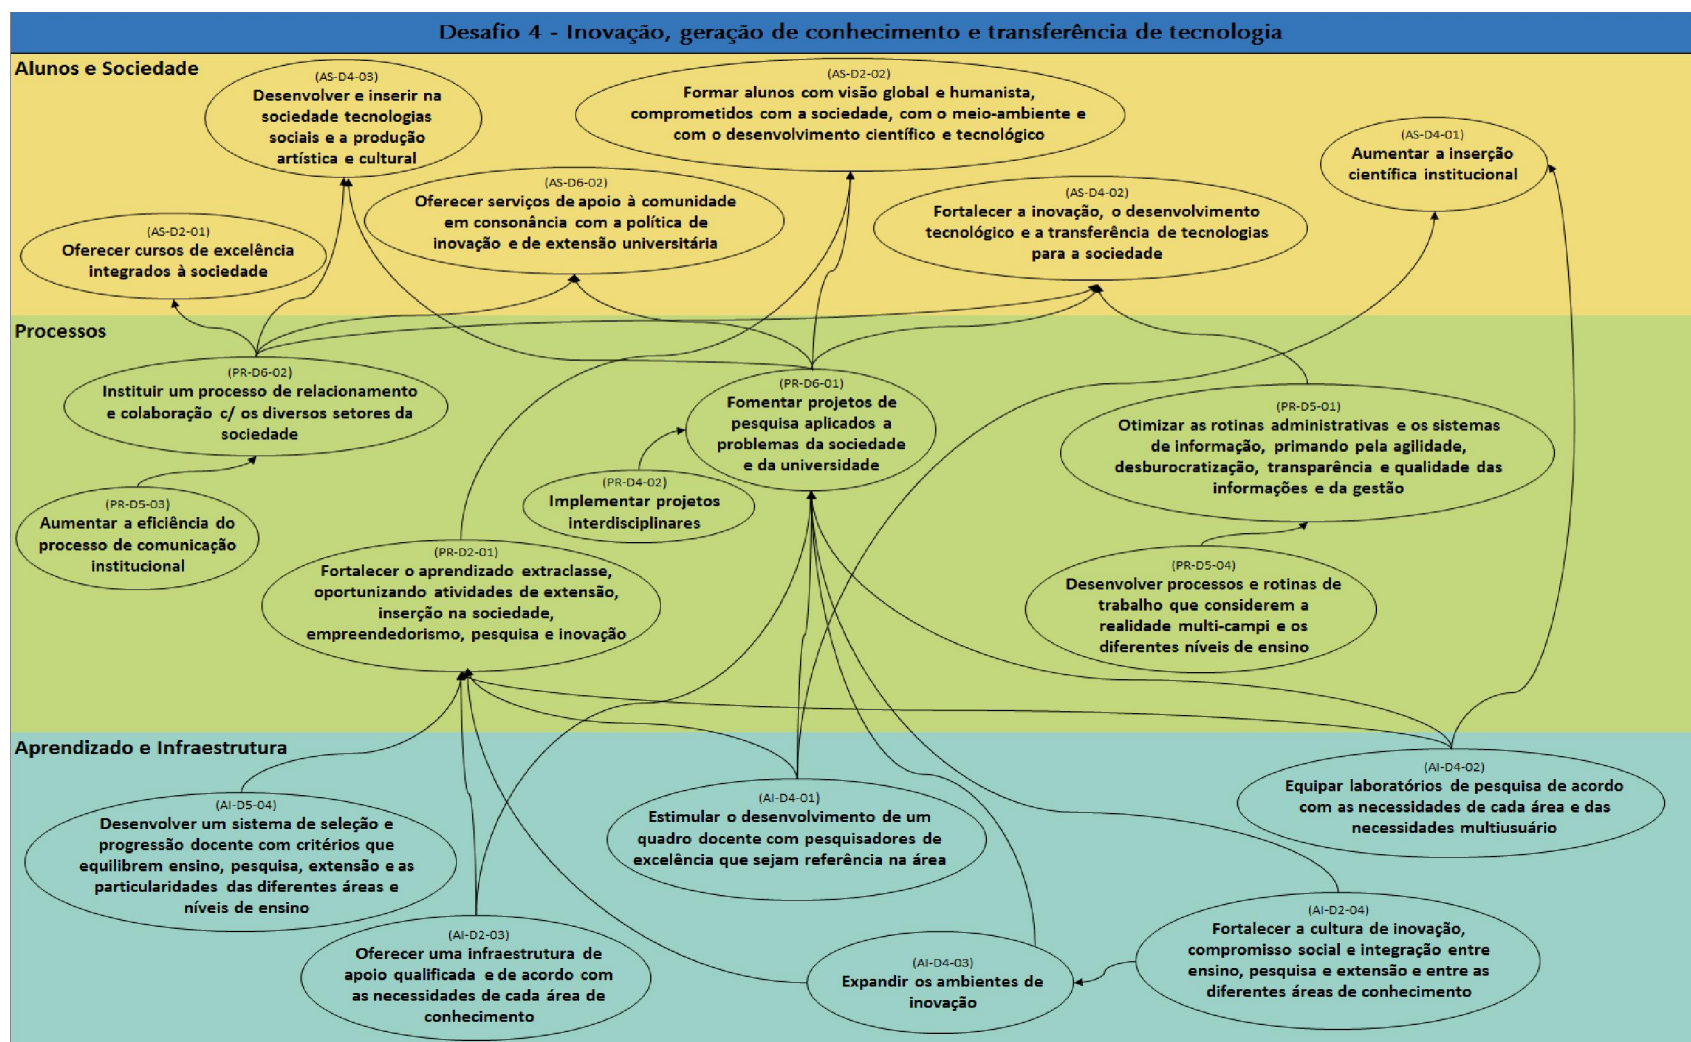 Desafio 4 - Inovação, geração de conhecimento e transferência de tecnologia
Alunos e Sociedade
(AS-D4-03)
Desenvolver e inserir na
sociedade tecnologias
sociais e a produção
artística e cultural
(AS-D2-02)
Formar alunos com visão global e humanista,
comprometidos com a sociedade, com o meio-ambiente e
com o desenvolvimento científico e tecnológico
(AS-D4-01)
Aumentar a inserção
científica institucional
(AS-D6-02)
Oferecer serviços de apoio à comunidade
em consonância com a política de
inovação e de extensão universitária
(AS-D4-02)
Fortalecer a inovação, o desenvolvimento
tecnológico e a transferência de tecnologias
para a sociedade
(AS-D2-01)
Oferecer cursos de excelência
integrados à sociedade
Processos
(PR-D6-02)
Instituir um processo de relacionamento
e colaboração c/ os diversos setores da
sociedade
(PR-D6-01)
Fomentar projetos de
pesquisa aplicados a
problemas da sociedade
e da universidade
(PR-D5-01)
Otimizar as rotinas administrativas e os sistemas
de informação, primando pela agilidade,
desburocratização, transparência e qualidade das
informações e da gestão
(PR-D4-02)
Implementar projetos
interdisciplinares
(PR-D5-03)
Aumentar a eficiência do
processo de comunicação
institucional
(PR-D2-01)
Fortalecer o aprendizado extraclasse,
oportunizando atividades de extensão,
inserção na sociedade,
empreendedorismo, pesquisa e inovação
(PR-D5-04)
Desenvolver processos e rotinas de
trabalho que considerem a
realidade multi-campi e os
diferentes níveis de ensino
Aprendizado e Infraestrutura
(AI-D5-04)
Desenvolver um sistema de seleção e
progressão docente com critérios que
equilibrem ensino, pesquisa, extensão e as
particularidades das diferentes áreas e
níveis de ensino
(AI-D4-01)
Estimular o desenvolvimento de um
quadro docente com pesquisadores de
excelência que sejam referência na área
(AI-D4-02)
Equipar laboratórios de pesquisa de acordo
com as necessidades de cada área e das
necessidades multiusuário
(AI-D2-03)
Oferecer uma infraestrutura de
apoio qualificada e de acordo com
as necessidades de cada área de
conhecimento
(AI-D4-03)
Expandir os ambientes de
inovação
(AI-D2-04)
Fortalecer a cultura de inovação,
compromisso social e integração entre
ensino, pesquisa e extensão e entre as
diferentes áreas de conhecimento